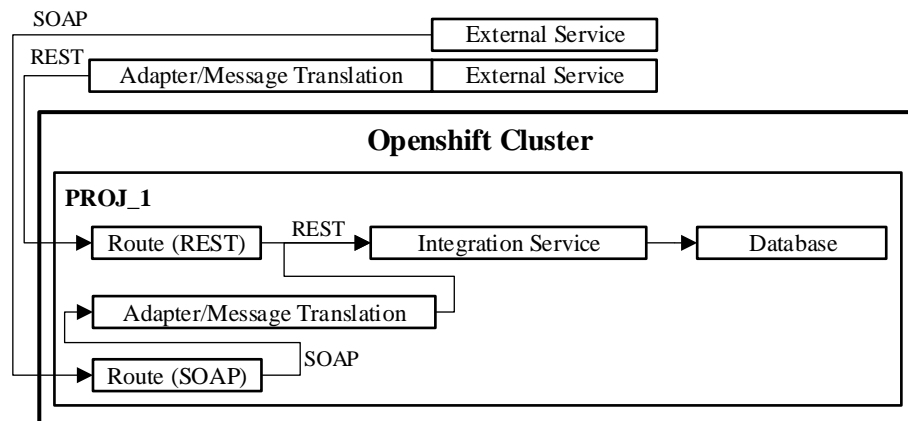 SOAP
External Service
REST
Adapter/Message Translation
External Service
Openshift Cluster
PROJ_1
Route (REST)
REST
Integration Service
Database
Adapter/Message Translation
Route (SOAP)
SOAP